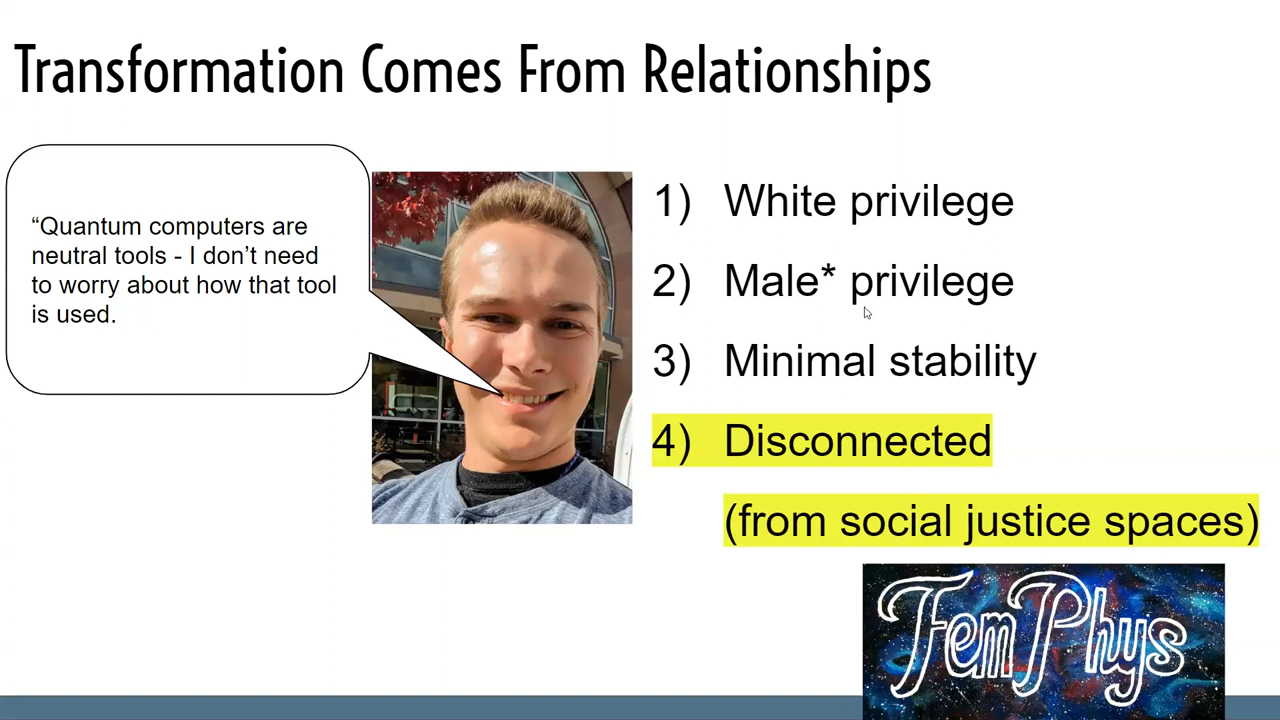 Transformation Comes From Relationships
“Quantum computers are
neutral tools - I don’t need
to worry about how that tool
is used.
1) White privilege
2) Male* privilege
3) Minimal stability
4) Disconnected
(from social justice spaces)
FemPhys